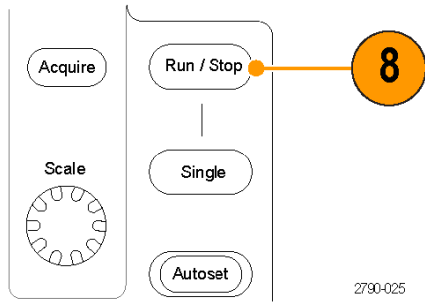 Acquire
Run / Stop
8
Scale
Single
Autoset
2790-025